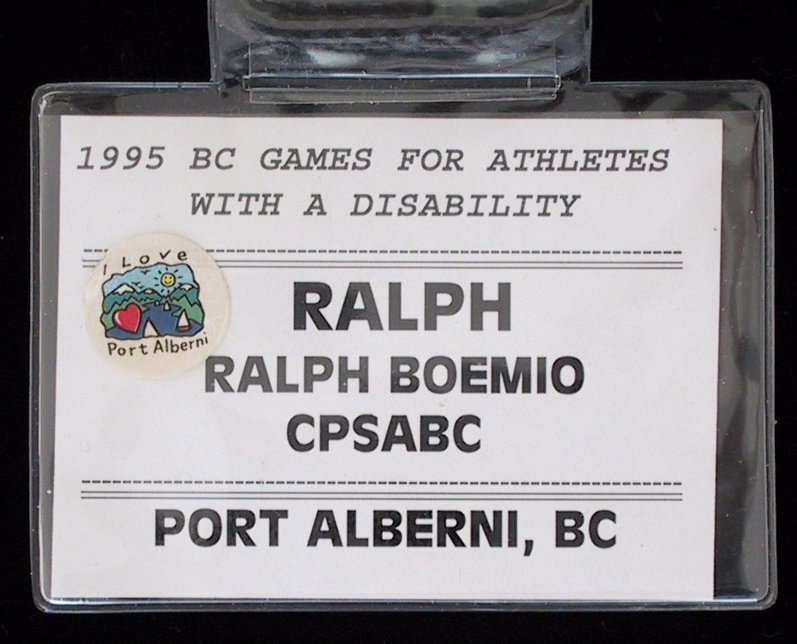 1995 BC GAMES FOR ATHLETES
WITH A DISABILITY
I Love
Port Alberni
RALPH
RALPH BOEMIO
CPSABC
PORT ALBERNI, BC